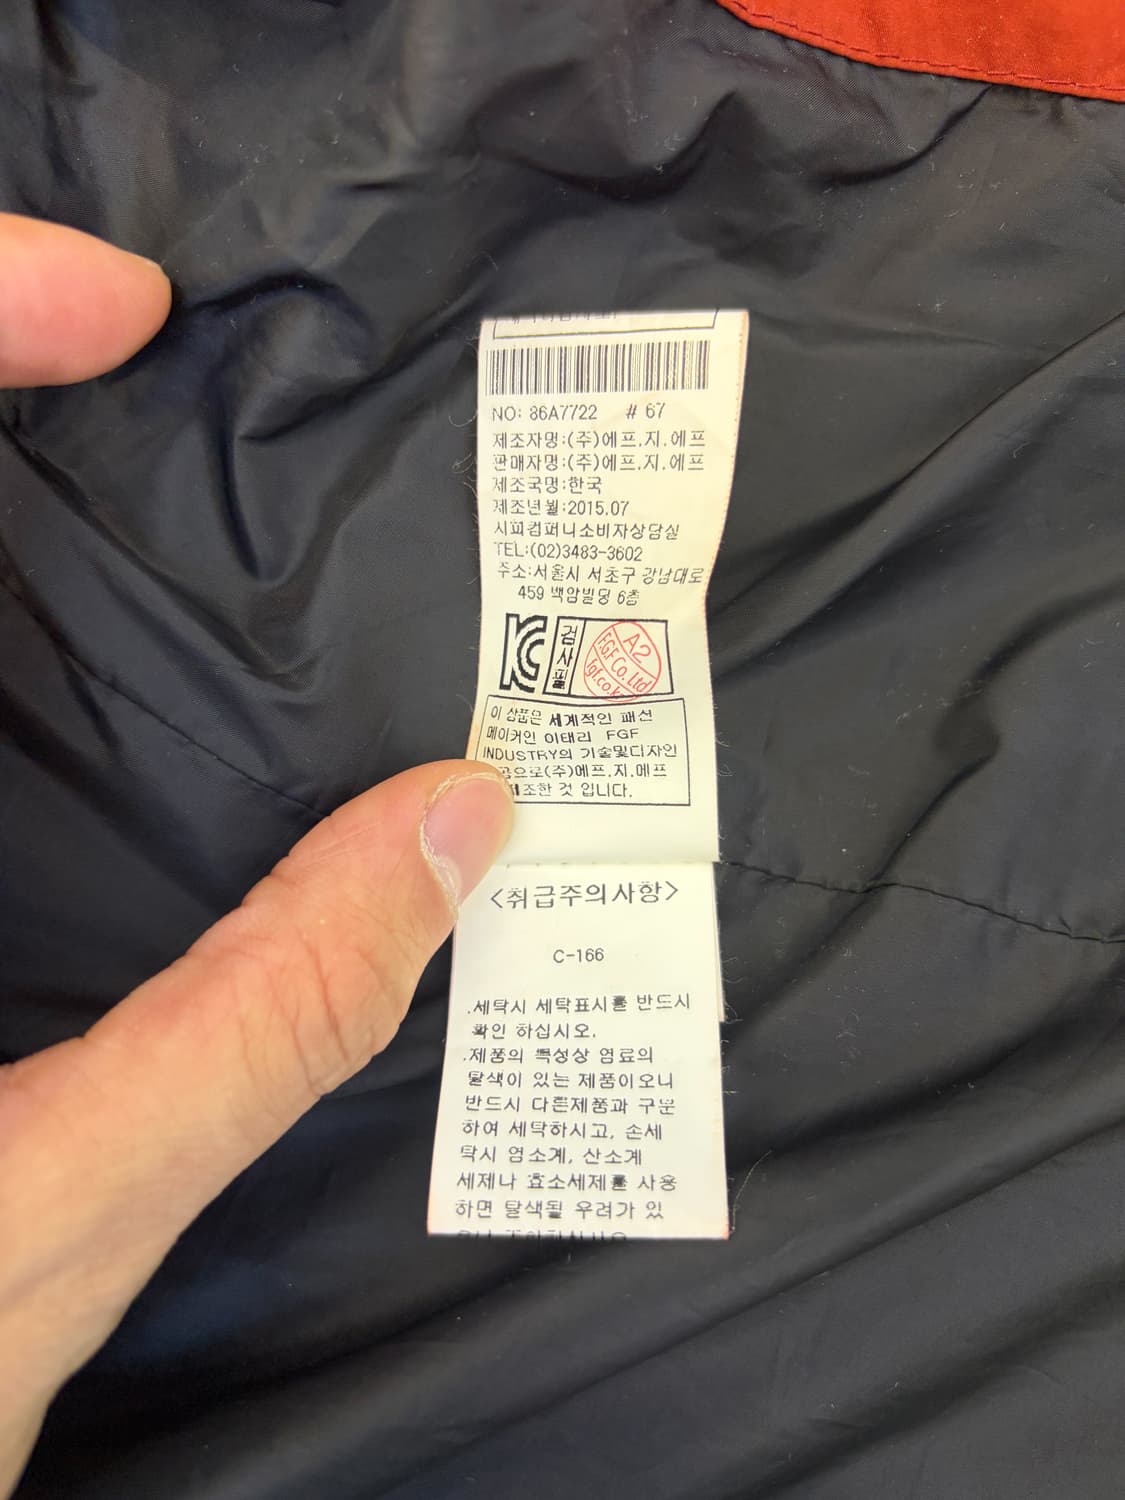 NO: 86A7722 # 67
제조자명:(주)에프.지.에프
판매자명:(주)에프.지.에프
제조국명:한국
제조년월:2015.07
시피컴퍼니소비자상담실
TEL:(02)3483-3602
주소:서울시 서초구 강남대로
459 백암빌딩 6층
KC 검사필 A2 F.G.F Co. Ltd
이 상품은 세계적인 패션
메이커인 이태리 FGF
INDUSTRY의 기술및디자인
공으로(주)에프.지.에프
제조한 것 입니다.
<취급주의사항>
C-166
.세탁시 세탁표시를 반드시
확인 하십시오.
.제품의 특성상 염료의
탈색이 있는 제품이오니
반드시 다른제품과 구분
하여 세탁하시고, 손세
탁시 염소계, 산소계
세제나 효소세제를 사용
하면 탈색될 우려가 있